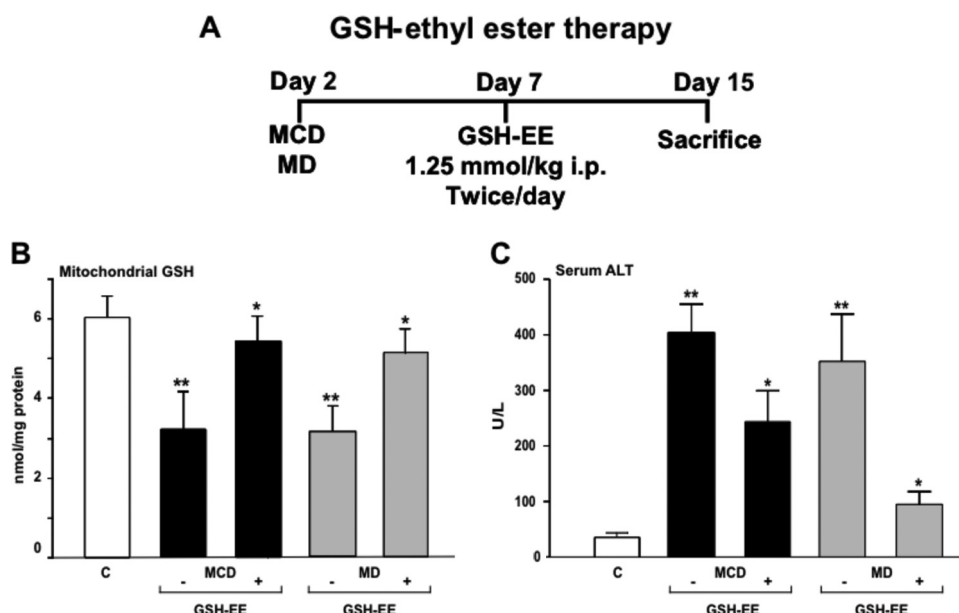 A GSH-ethyl ester therapy
Day 2 Day 7 Day 15
MCD GSH-EE Sacrifice
MD 1.25 mmol/kg i.p.
Twice/day
B
Mitochondrial GSH
nmol/mg protein
6
4
2
0
**
*
**
*
C MCD MD
- + - +
GSH-EE GSH-EE
C
Serum ALT
U/L
500
400
300
200
100
0
**
*
**
*
C MCD MD
- + - +
GSH-EE GSH-EE